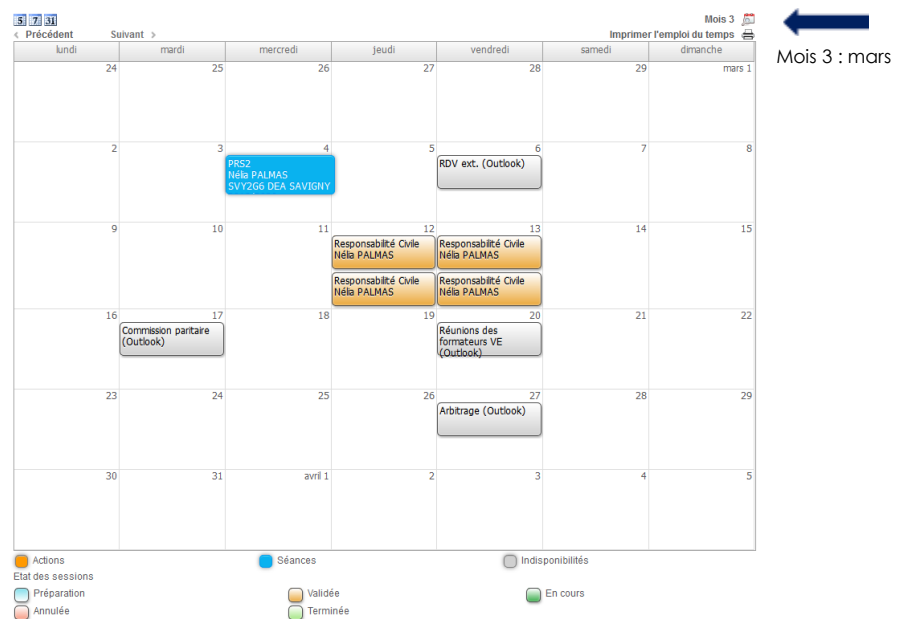 5 7 31
Mois 3
Précédent Suivant
Imprimer l'emploi du temps
Mois 3 : mars
lundi mardi mercredi jeudi vendredi samedi dimanche
24 25 26 27 28 29 mars 1
2 3 4 5 6 7 8
PRS2
Nélia PALMAS
SVY2G6 DEA SAVIGNY
RDV ext. (Outlook)
9 10 11 12 13 14 15
Responsabilité Civile
Nélia PALMAS
Responsabilité Civile
Nélia PALMAS
Responsabilité Civile
Nélia PALMAS
Responsabilité Civile
Nélia PALMAS
16 17 18 19 20 21 22
Commission paritaire
(Outlook)
Réunions des
formateurs VE
(Outlook)
23 24 25 26 27 28 29
Arbitrage (Outlook)
30 31 avril 1 2 3 4 5
Actions Séances Indisponibilités
Etat des sessions
Préparation Validée En cours
Annulée Terminée